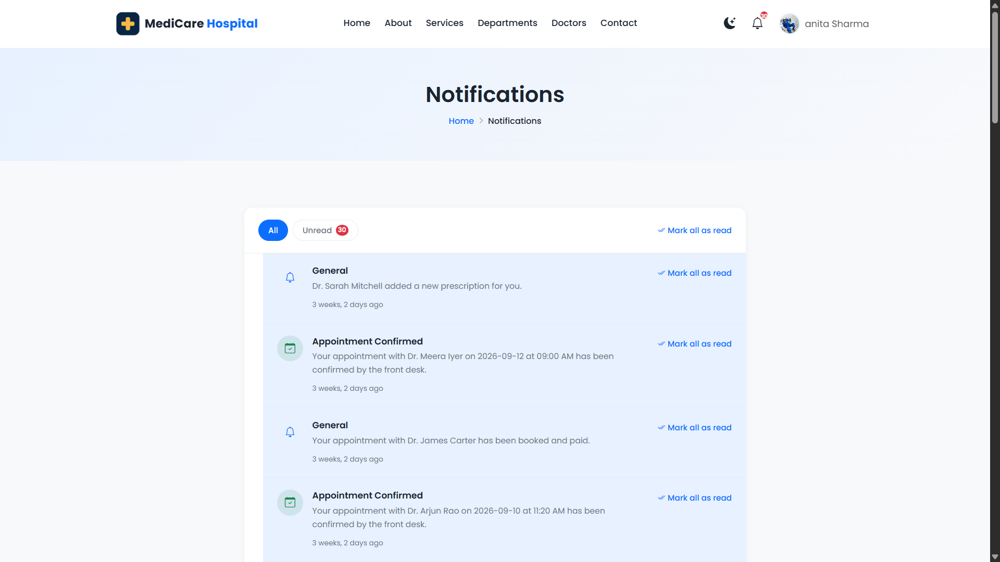 MediCare Hospital
Home About Services Departments Doctors Contact
30
anita Sharma
Notifications
Home > Notifications
All Unread 30 Mark all as read
General
Mark all as read
Dr. Sarah Mitchell added a new prescription for you.
3 weeks, 2 days ago
Appointment Confirmed
Mark all as read
Your appointment with Dr. Meera Iyer on 2026-09-12 at 09:00 AM has been
confirmed by the front desk.
3 weeks, 2 days ago
General
Mark all as read
Your appointment with Dr. James Carter has been booked and paid.
3 weeks, 2 days ago
Appointment Confirmed
Mark all as read
Your appointment with Dr. Arjun Rao on 2026-09-10 at 11:20 AM has been
confirmed by the front desk.
3 weeks, 2 days ago